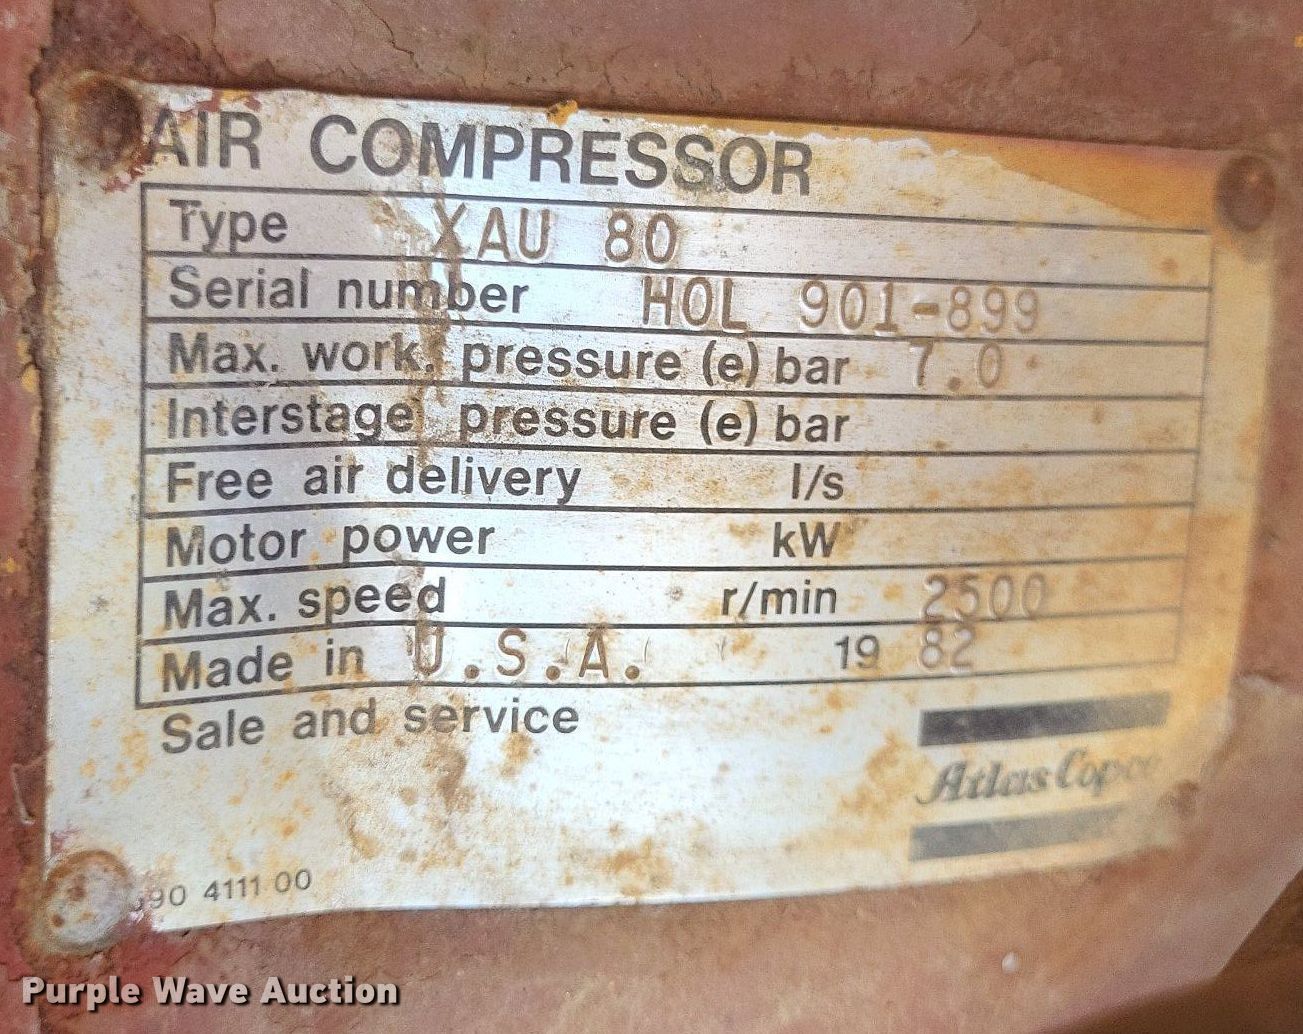 AIR COMPRESSOR
Type XAU 80
Serial number HOL 901-899
Max. work. pressure (e) bar 7.0
Interstage pressure (e) bar
Free air delivery l/s
Motor power kW
Max. speed r/min 2500
Made in U.S.A. 19 82
Sale and service
Atlas Copco
90 4111 00
Purple Wave Auction